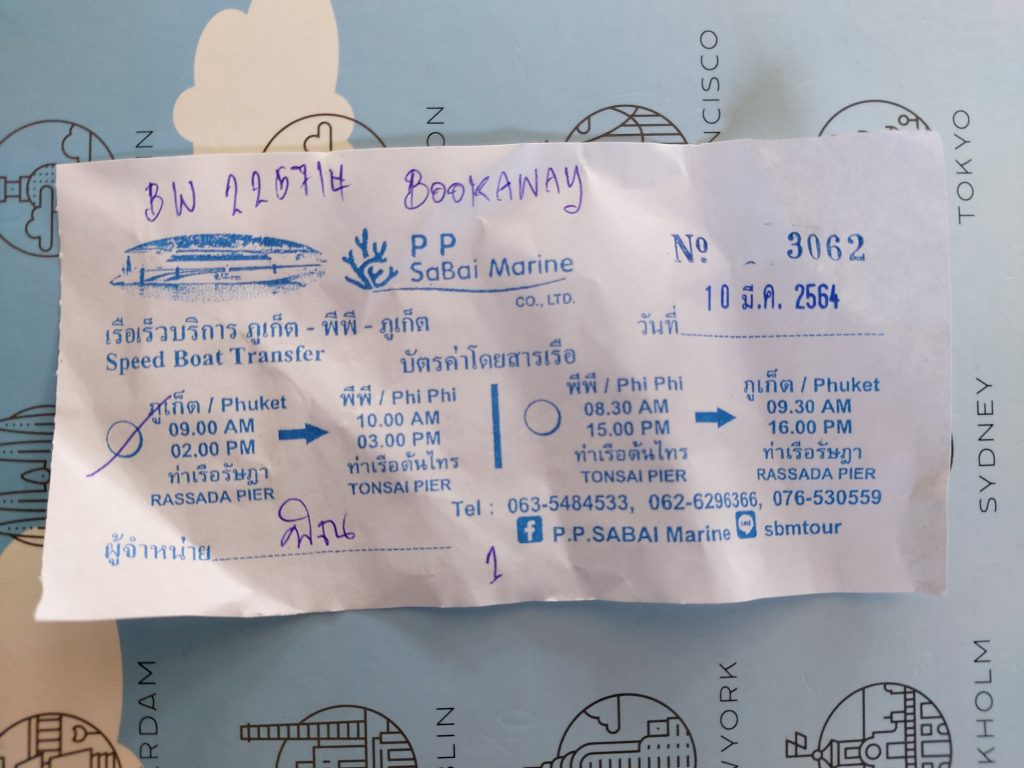 BOOKAWAY
P P
SaBai Marine
CO., LTD.
Nº 3062
10 มี.ค. 2564
วันที่
เรือเร็วบริการ ภูเก็ต - พีพี - ภูเก็ต
Speed Boat Transfer
บัตรค่าโดยสารเรือ
ภูเก็ต / Phuket
09.00 AM
02.00 PM
ท่าเรือรัษฎา
RASSADA PIER
พีพี / Phi Phi
10.00 AM
03.00 PM
ท่าเรือต้นไทร
TONSAI PIER
พีพี / Phi Phi
08.30 AM
15.00 PM
ท่าเรือต้นไทร
TONSAI PIER
ภูเก็ต / Phuket
09.30 AM
16.00 PM
ท่าเรือรัษฎา
RASSADA PIER
Tel : 063-5484533, 062-6296366, 076-530559
P.P.SABAI Marine LINE sbmtour
ผู้จำหน่าย
1
TOKYO
SYDNEY